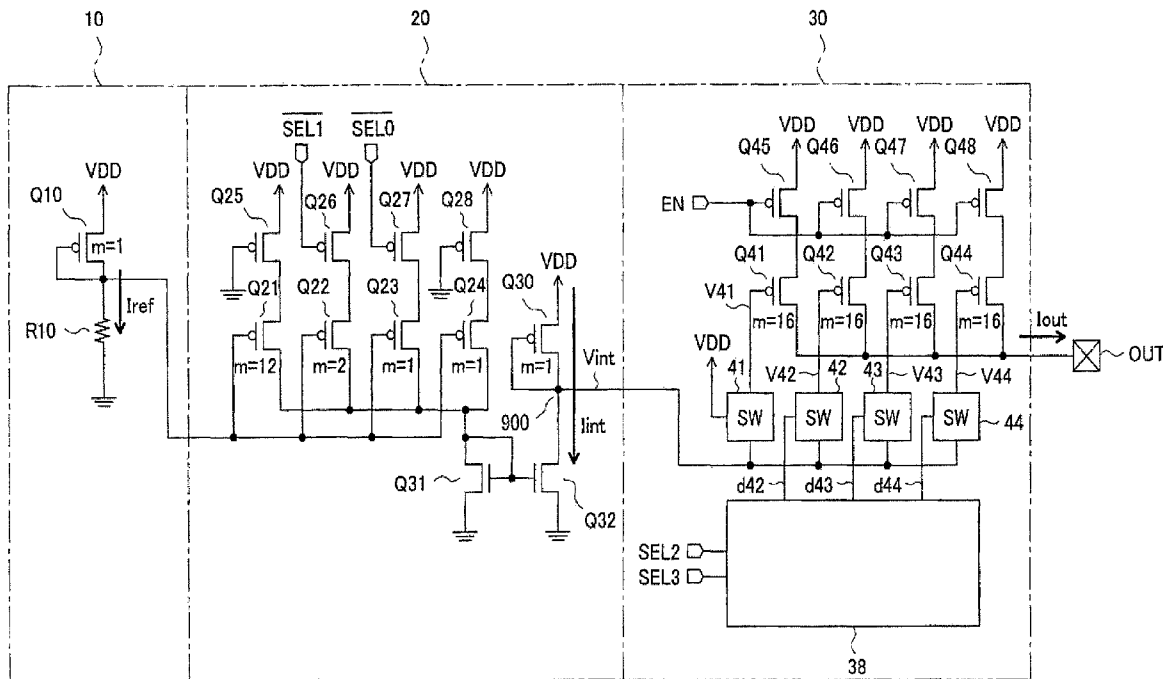 10
20
30
SEL1
SEL0
VDD
VDD
VDD
VDD
VDD
VDD
VDD
VDD
VDD
VDD
Q10
Q25
Q26
Q27
Q28
Q45
Q46
Q47
Q48
EN
m=1
Q21
Q22
Q23
Q24
Q30
Q41
Q42
Q43
Q44
Iref
R10
V41
m=12
m=2
m=1
m=1
m=1
m=16
m=16
m=16
m=16
Iout
OUT
Vint
VDD
41
V42
42
43
V43
V44
900
Iint
SW
SW
SW
SW
44
Q31
Q32
d42
d43
d44
SEL2
SEL3
38